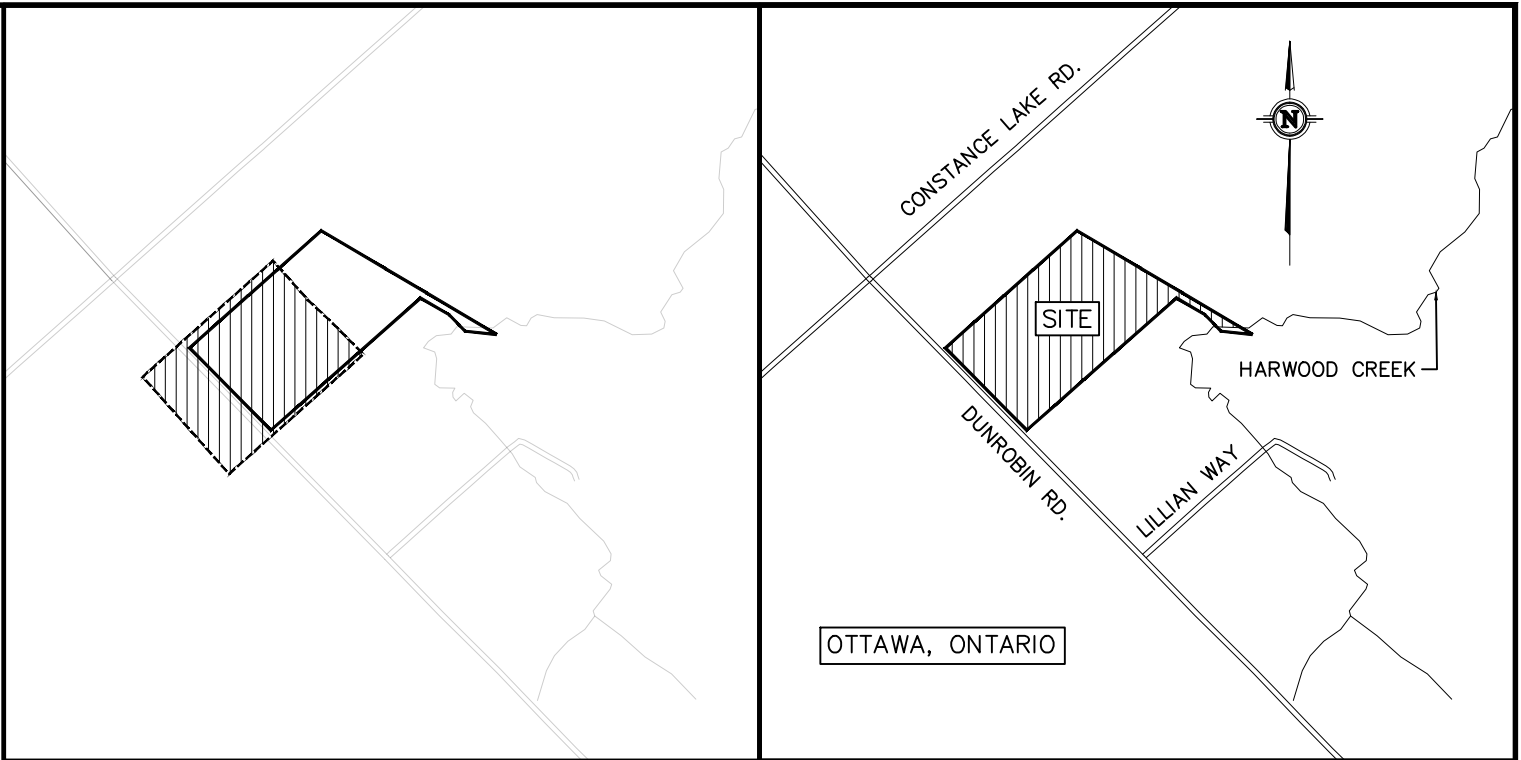 CONSTANCE LAKE RD.
N
SITE
HARWOOD CREEK
DUNROBIN RD.
LILLIAN WAY
OTTAWA, ONTARIO